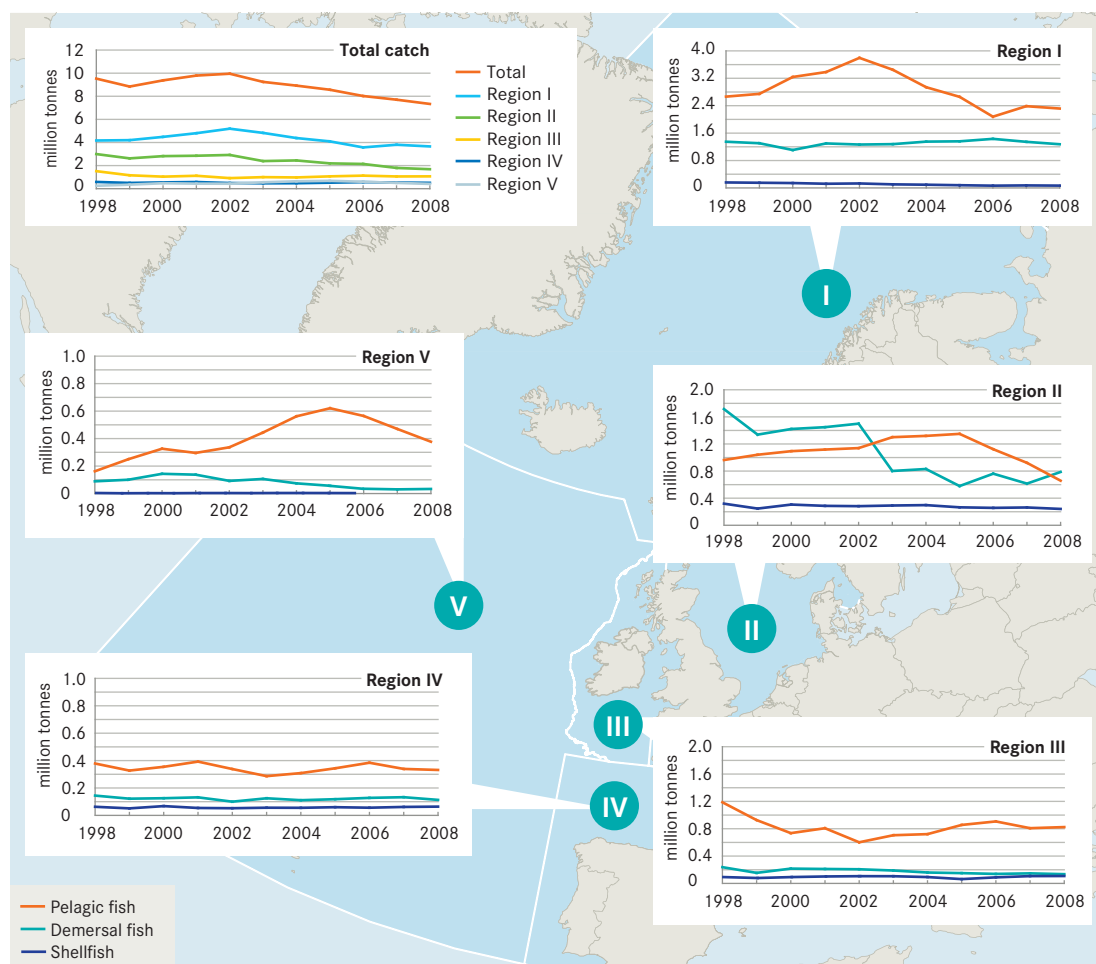 Total catch
million tonnes
12
10
8
6
4
2
0
1998 2000 2002 2004 2006 2008
Total
Region I
Region II
Region III
Region IV
Region V
Region I
million tonnes
4.0
3.2
2.4
1.6
0.8
0
1998 2000 2002 2004 2006 2008
I
Region V
million tonnes
1.0
0.8
0.6
0.4
0.2
0
1998 2000 2002 2004 2006 2008
V
Region II
million tonnes
2.0
1.6
1.2
0.8
0.4
0
1998 2000 2002 2004 2006 2008
II
Region IV
million tonnes
1.0
0.8
0.6
0.4
0.2
0
1998 2000 2002 2004 2006 2008
IV
III
Region III
million tonnes
2.0
1.6
1.2
0.8
0.4
0
1998 2000 2002 2004 2006 2008
Pelagic fish
Demersal fish
Shellfish